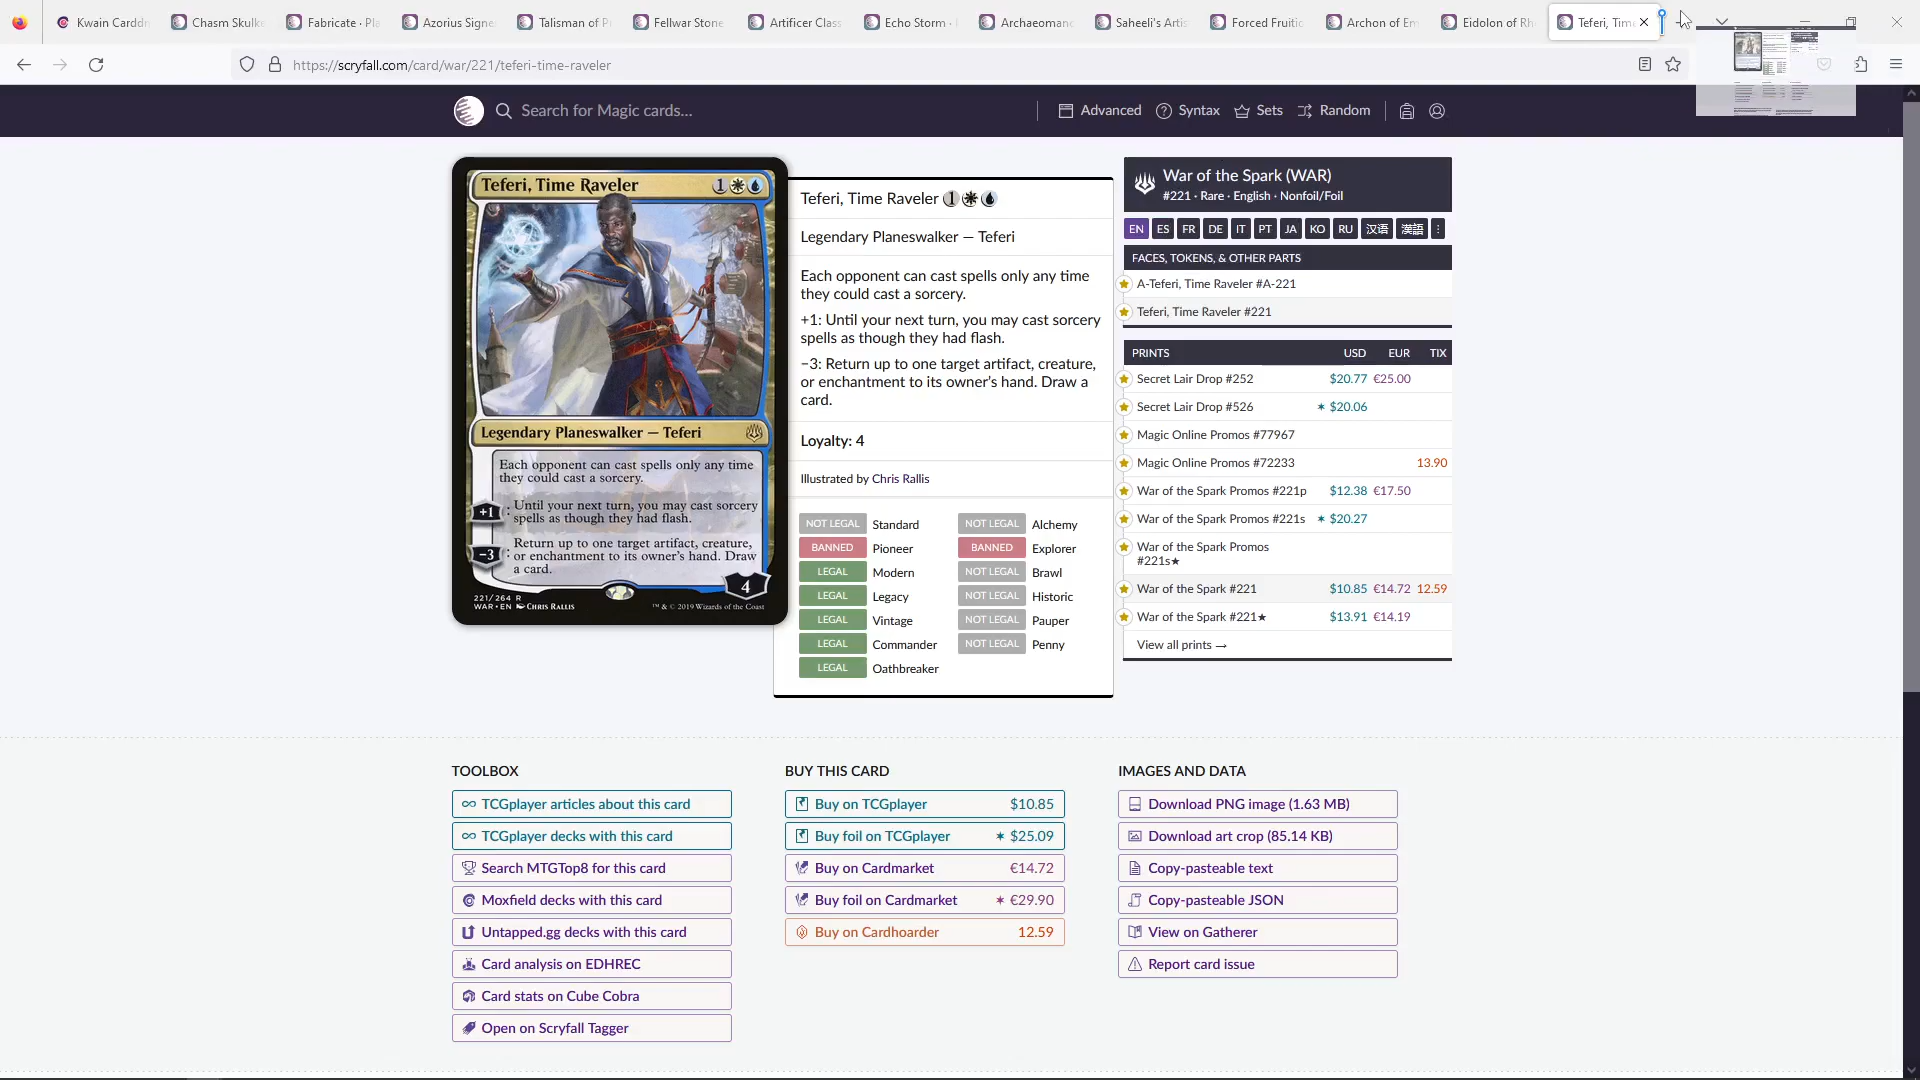 Kwain Carddr
Chasm Skulke
Fabricate · Pla
Azorius Signe
Talisman of P
Fellwar Stone
Artificer Class
Echo Storm ·
Archaeoman
Saheeli's Artis
Forced Fruitio
Archon of Em
Eidolon of Rh
Teferi, Time
https://scryfall.com/card/war/221/teferi-time-raveler
Search for Magic cards...
Advanced
Syntax
Sets
Random
Teferi, Time Raveler 1
Legendary Planeswalker — Teferi
Each opponent can cast spells only any time
they could cast a sorcery.
+1
: Until your next turn, you may cast sorcery
spells as though they had flash.
−3
: Return up to one target artifact, creature,
or enchantment to its owner's hand. Draw
a card.
4
221/264 R
WAR • EN CHRIS RALLIS
™ & © 2019 Wizards of the Coast
Teferi, Time Raveler 1
Legendary Planeswalker — Teferi
Each opponent can cast spells only any time
they could cast a sorcery.
+1: Until your next turn, you may cast sorcery
spells as though they had flash.
−3: Return up to one target artifact, creature,
or enchantment to its owner's hand. Draw a
card.
Loyalty: 4
Illustrated by Chris Rallis
NOT LEGAL Standard NOT LEGAL Alchemy
BANNED Pioneer BANNED Explorer
LEGAL Modern NOT LEGAL Brawl
LEGAL Legacy NOT LEGAL Historic
LEGAL Vintage NOT LEGAL Pauper
LEGAL Commander NOT LEGAL Penny
LEGAL Oathbreaker
War of the Spark (WAR)
#221 · Rare · English · Nonfoil/Foil
EN ES FR DE IT PT JA KO RU 汉语 漢語
FACES, TOKENS, & OTHER PARTS
A-Teferi, Time Raveler #A-221
Teferi, Time Raveler #221
PRINTS USD EUR TIX
Secret Lair Drop #252 $20.77 €25.00
Secret Lair Drop #526 ✶ $20.06
Magic Online Promos #77967
Magic Online Promos #72233 13.90
War of the Spark Promos #221p $12.38 €17.50
War of the Spark Promos #221s ✶ $20.27
War of the Spark Promos
#221s★
War of the Spark #221 $10.85 €14.72 12.59
War of the Spark #221★ $13.91 €14.19
View all prints →
TOOLBOX
TCGplayer articles about this card
TCGplayer decks with this card
Search MTGTop8 for this card
Moxfield decks with this card
Untapped.gg decks with this card
Card analysis on EDHREC
Card stats on Cube Cobra
Open on Scryfall Tagger
BUY THIS CARD
Buy on TCGplayer $10.85
Buy foil on TCGplayer ✶ $25.09
Buy on Cardmarket €14.72
Buy foil on Cardmarket ✶ €29.90
Buy on Cardhoarder 12.59
IMAGES AND DATA
Download PNG image (1.63 MB)
Download art crop (85.14 KB)
Copy-pasteable text
Copy-pasteable JSON
View on Gatherer
Report card issue